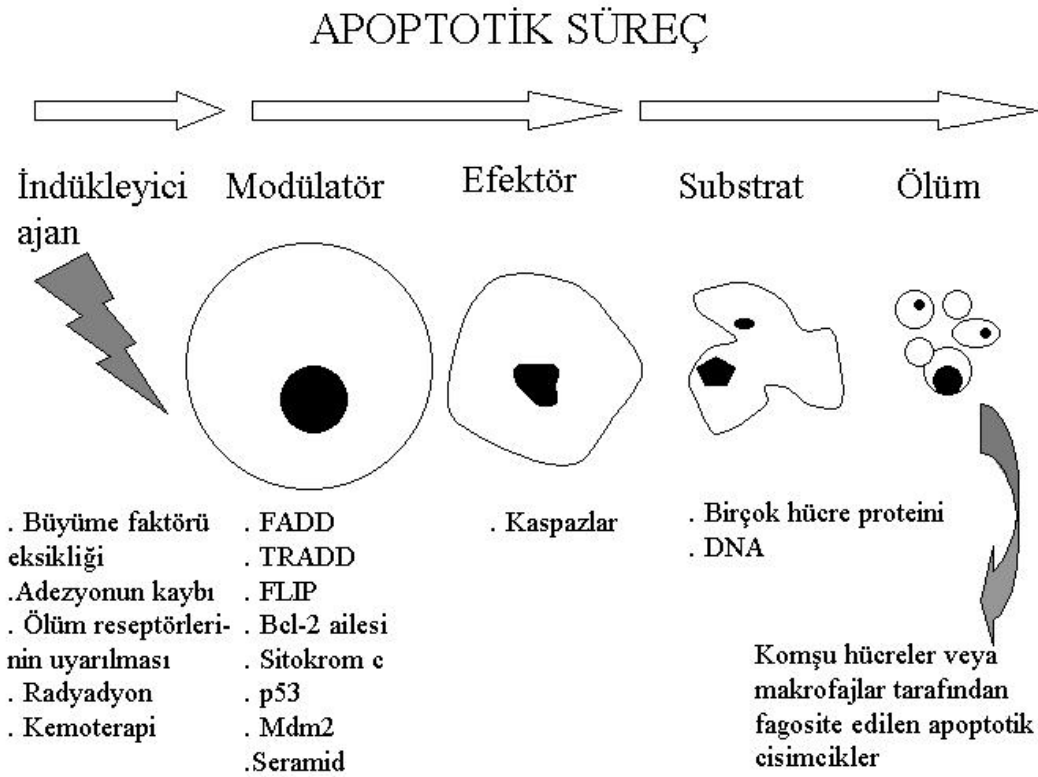 APOPTOTİK SÜREÇ
İndükleyici
ajan
Modülatör
Efektör
Substrat
Ölüm
. Büyüme faktörü
eksikliği
.Adezyonun kaybı
. Ölüm reseptörleri-
nin uyarılması
. Radyadyon
. Kemoterapi
. FADD
. TRADD
. FLIP
. Bcl-2 ailesi
. Sitokrom c
. p53
. Mdm2
.Seramid
. Kaspazlar
. Birçok hücre proteini
. DNA
Komşu hücreler veya
makrofajlar tarafından
fagosite edilen apoptotik
cisimcikler